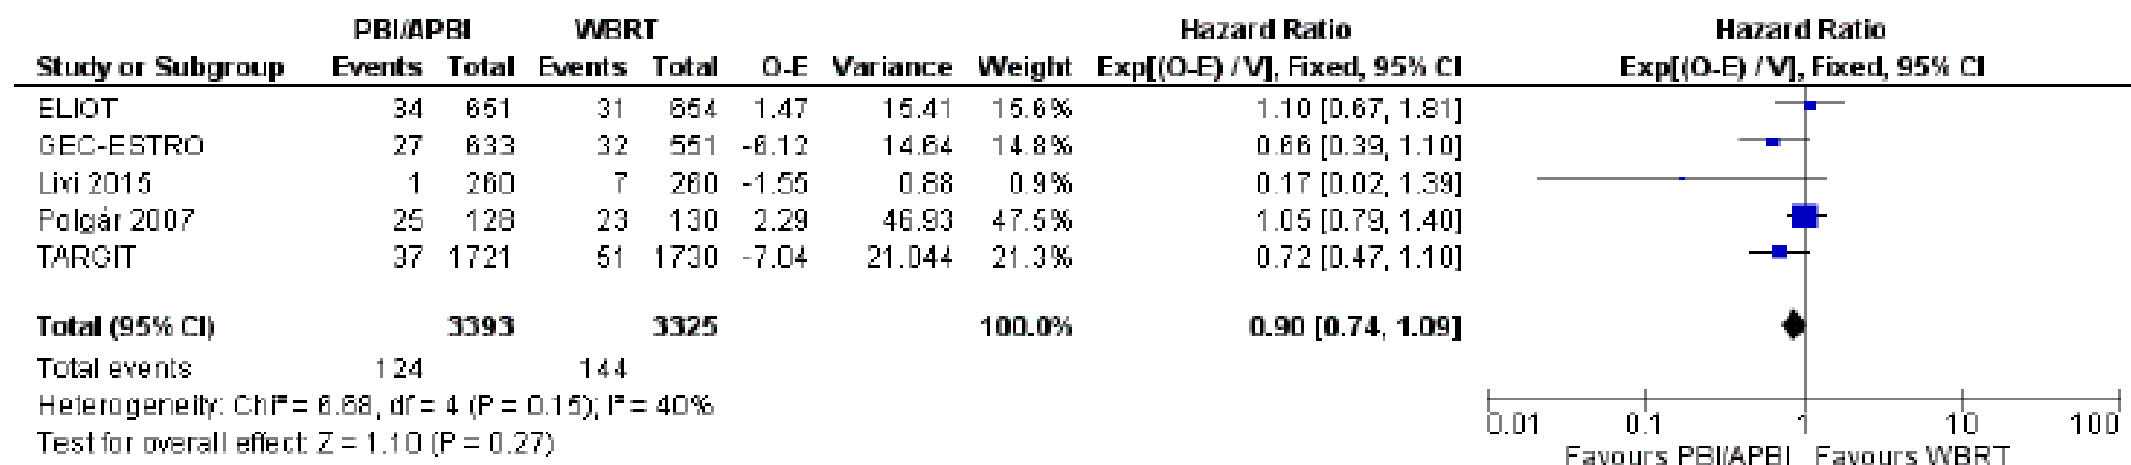 PBI/APBI WBRT Hazard Ratio Hazard Ratio
Study or Subgroup Events Total Events Total O-E Variance Weight Exp[(O-E) / V], Fixed, 95% CI Exp[(O-E) / V], Fixed, 95% CI
ELIOT 34 651 31 654 1.47 15.41 15.6% 1.10 [0.67, 1.81]
GEC-ESTRO 27 633 32 551 -6.12 14.64 14.8% 0.66 [0.39, 1.10]
Livi 2015 1 260 7 260 -1.55 0.88 0.9% 0.17 [0.02, 1.39]
Polgár 2007 25 128 23 130 2.29 46.93 47.5% 1.05 [0.79, 1.40]
TARGIT 37 1721 51 1730 -7.04 21.044 21.3% 0.72 [0.47, 1.10]
Total (95% CI) 3393 3325 100.0% 0.90 [0.74, 1.09]
Total events 124 144
Heterogeneity: Chi² = 6.68, df = 4 (P = 0.15); I² = 40%
Test for overall effect: Z = 1.10 (P = 0.27)
0.01 0.1 1 10 100
Favours PBI/APBI Favours WBRT